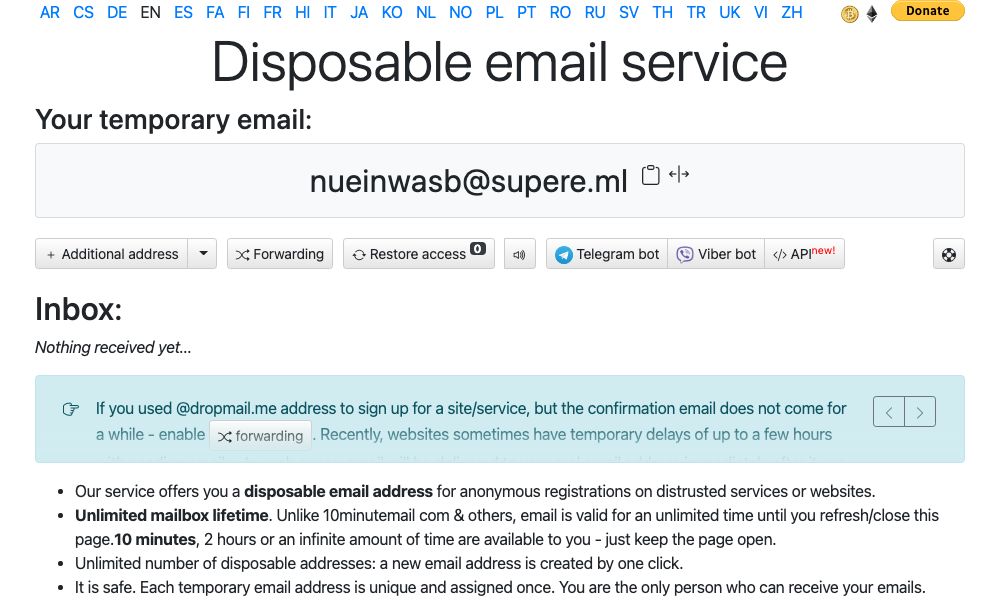 AR CS DE EN ES FA FI FR HI IT JA KO NL NO PL PT RO RU SV TH TR UK VI ZH Donate
Disposable email service
Your temporary email:
nueinwasb@supere.ml
+ Additional address Forwarding Restore access 0 Telegram bot Viber bot </> API new!
Inbox:
Nothing received yet...
If you used @dropmail.me address to sign up for a site/service, but the confirmation email does not come for
a while - enable forwarding. Recently, websites sometimes have temporary delays of up to a few hours
• Our service offers you a disposable email address for anonymous registrations on distrusted services or websites.
• Unlimited mailbox lifetime. Unlike 10minutemail com & others, email is valid for an unlimited time until you refresh/close this
page.10 minutes, 2 hours or an infinite amount of time are available to you - just keep the page open.
• Unlimited number of disposable addresses: a new email address is created by one click.
• It is safe. Each temporary email address is unique and assigned once. You are the only person who can receive your emails.